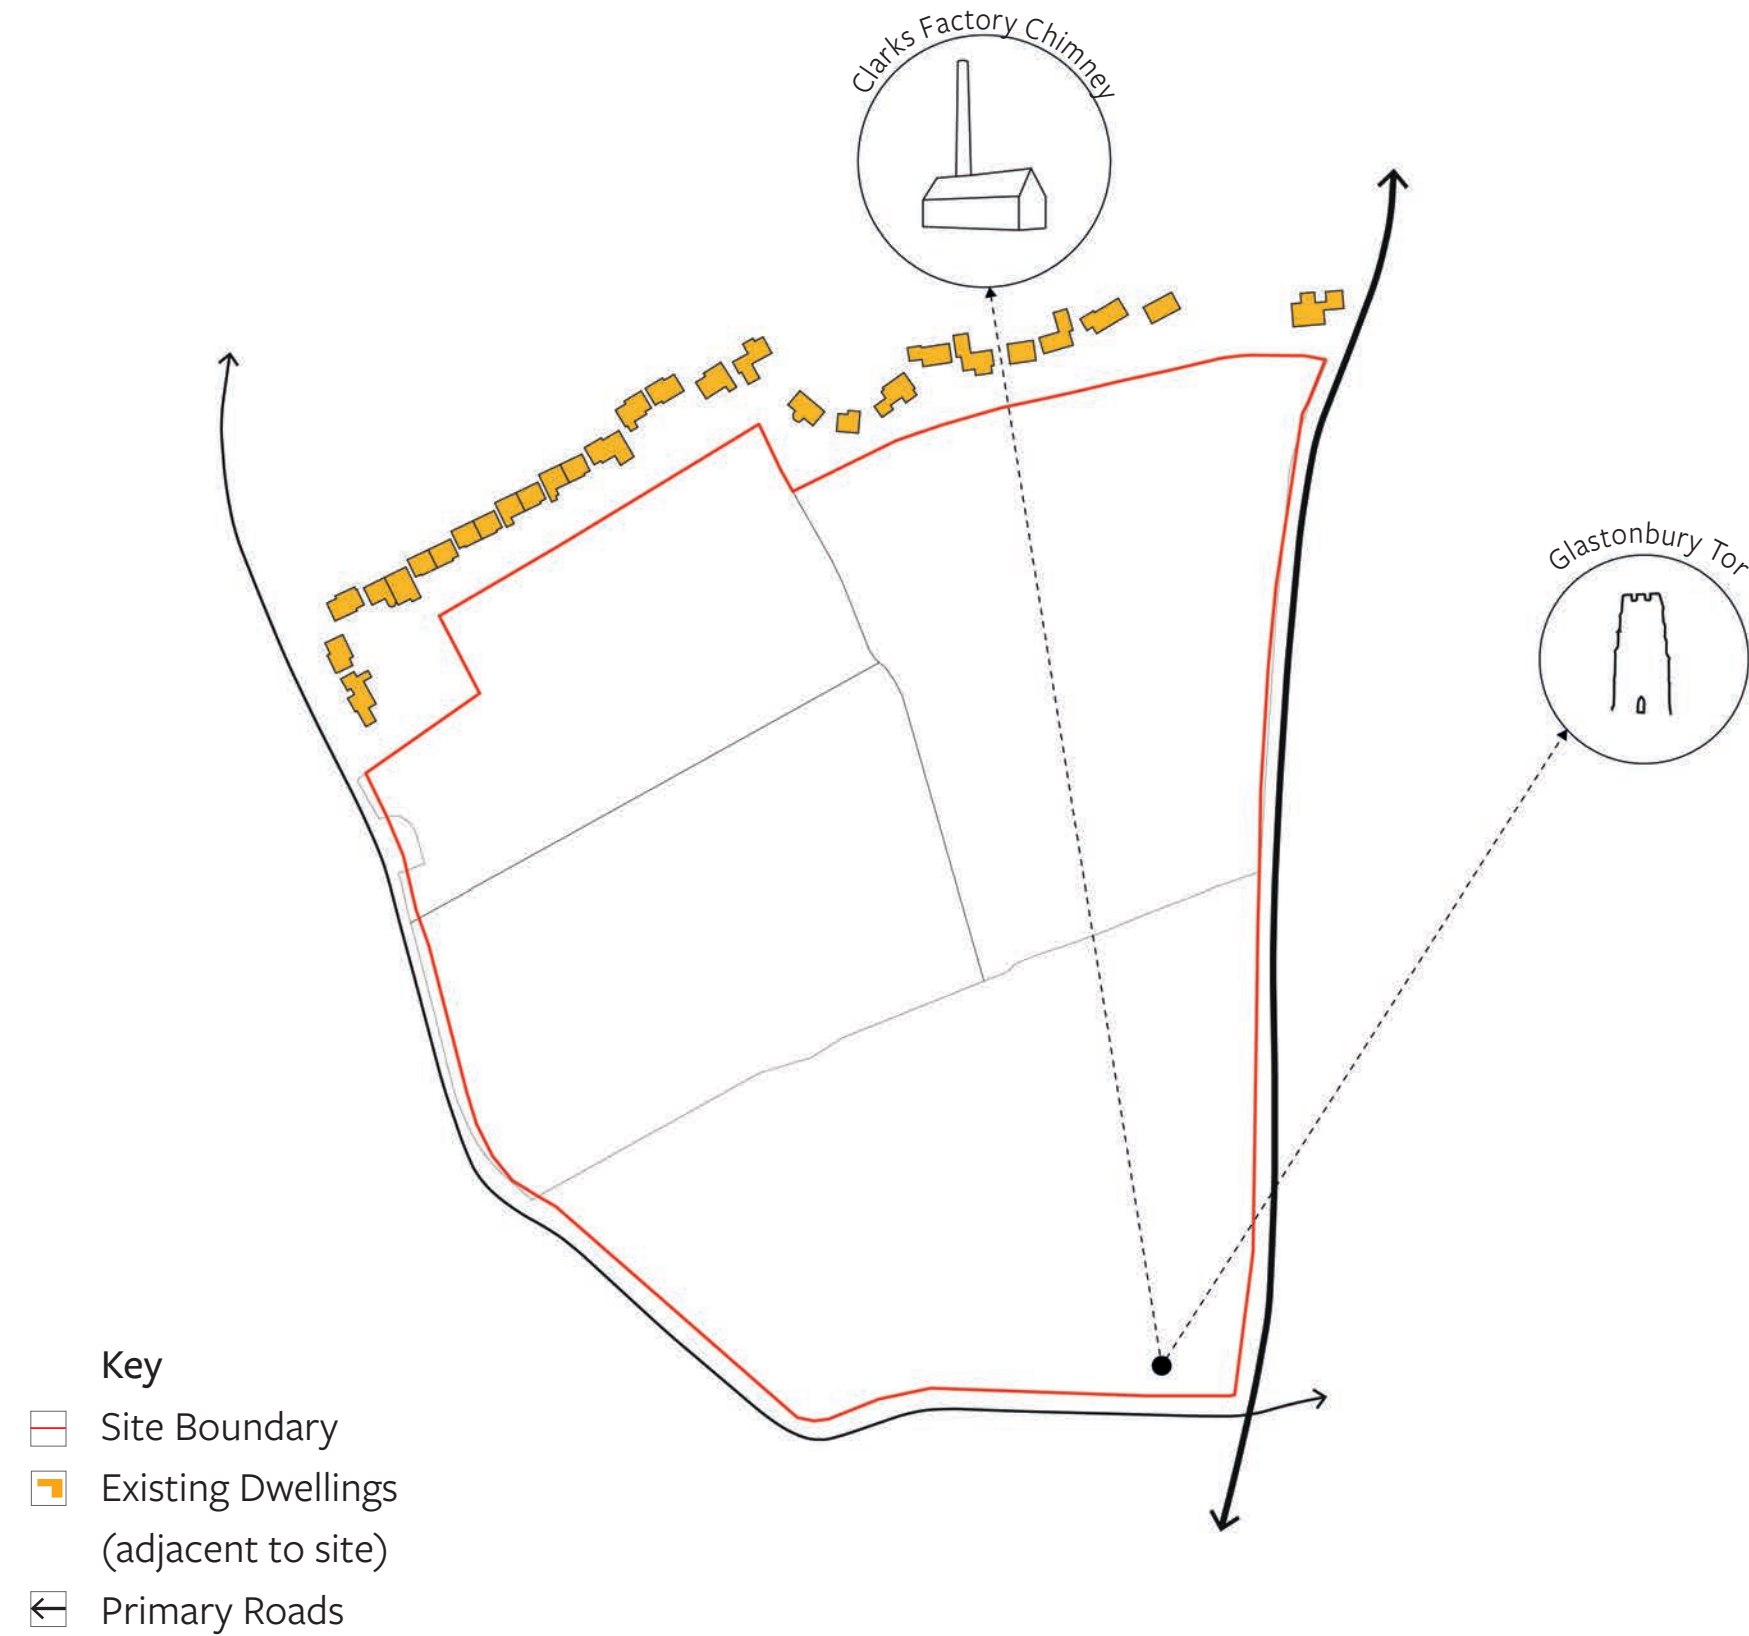 Clarks Factory Chimney
Glastonbury Tor
Key
Site Boundary
Existing Dwellings
(adjacent to site)
Primary Roads